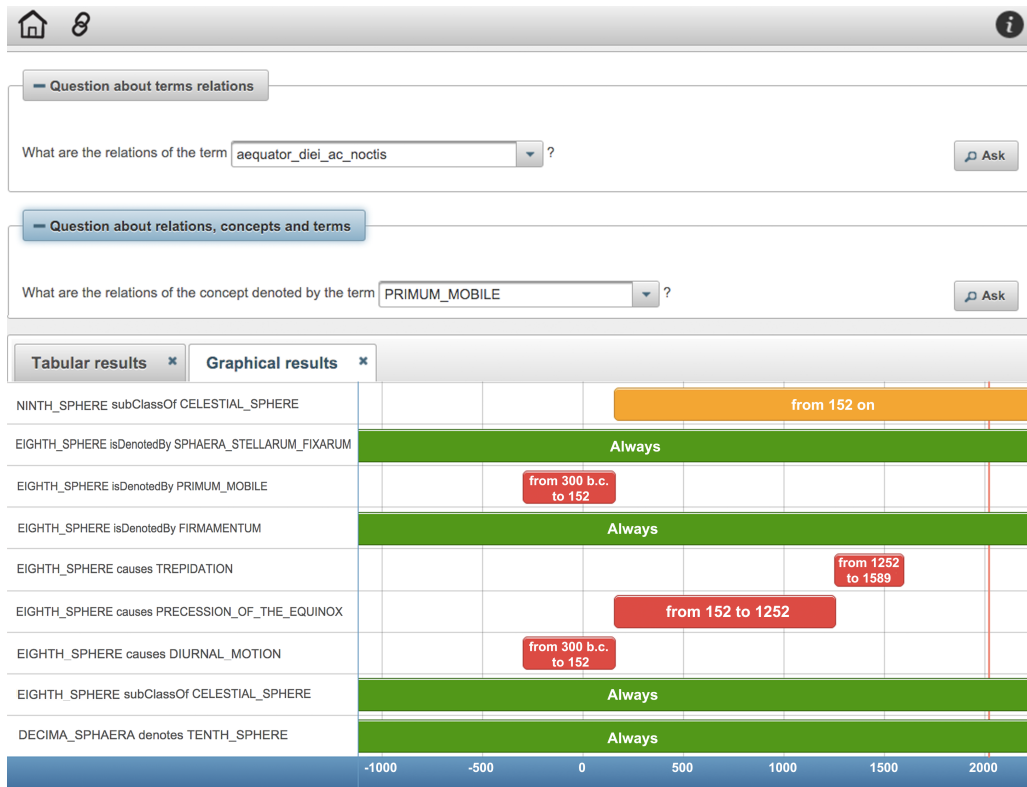 i
Question about terms relations
What are the relations of the term aequator_diei_ac_noctis ?
Ask
Question about relations, concepts and terms
What are the relations of the concept denoted by the term PRIMUM_MOBILE ?
Ask
Tabular results × Graphical results ×
NINTH_SPHERE subClassOf CELESTIAL_SPHERE from 152 on
EIGHTH_SPHERE isDenotedBy SPHAERA_STELLARUM_FIXARUM Always
EIGHTH_SPHERE isDenotedBy PRIMUM_MOBILE
from 300 b.c.
to 152
EIGHTH_SPHERE isDenotedBy FIRMAMENTUM Always
EIGHTH_SPHERE causes TREPIDATION
from 1252
to 1589
EIGHTH_SPHERE causes PRECESSION_OF_THE_EQUINOX from 152 to 1252
EIGHTH_SPHERE causes DIURNAL_MOTION
from 300 b.c.
to 152
EIGHTH_SPHERE subClassOf CELESTIAL_SPHERE Always
DECIMA_SPHAERA denotes TENTH_SPHERE Always
-1000 -500 0 500 1000 1500 2000